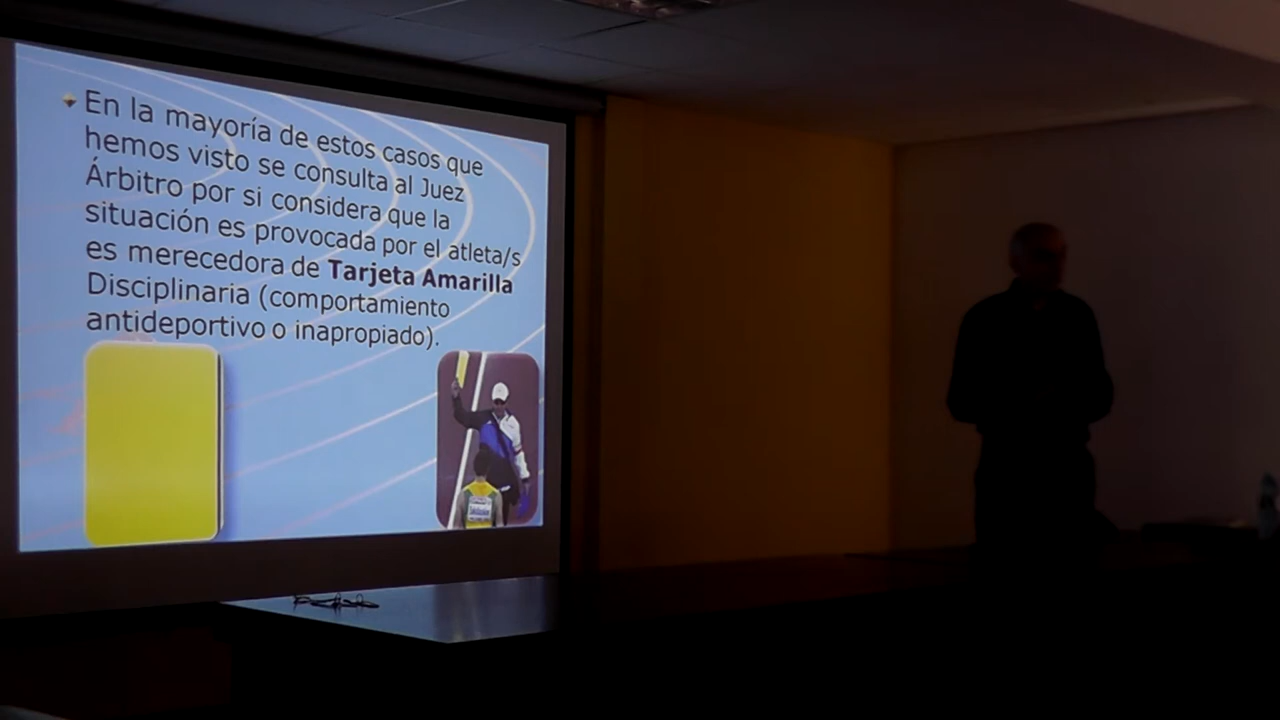 En la mayoría de estos casos que
hemos visto se consulta al Juez
Árbitro por si considera que la
situación es provocada por el atleta/s
es merecedora de Tarjeta Amarilla
Disciplinaria (comportamiento
antideportivo o inapropiado).